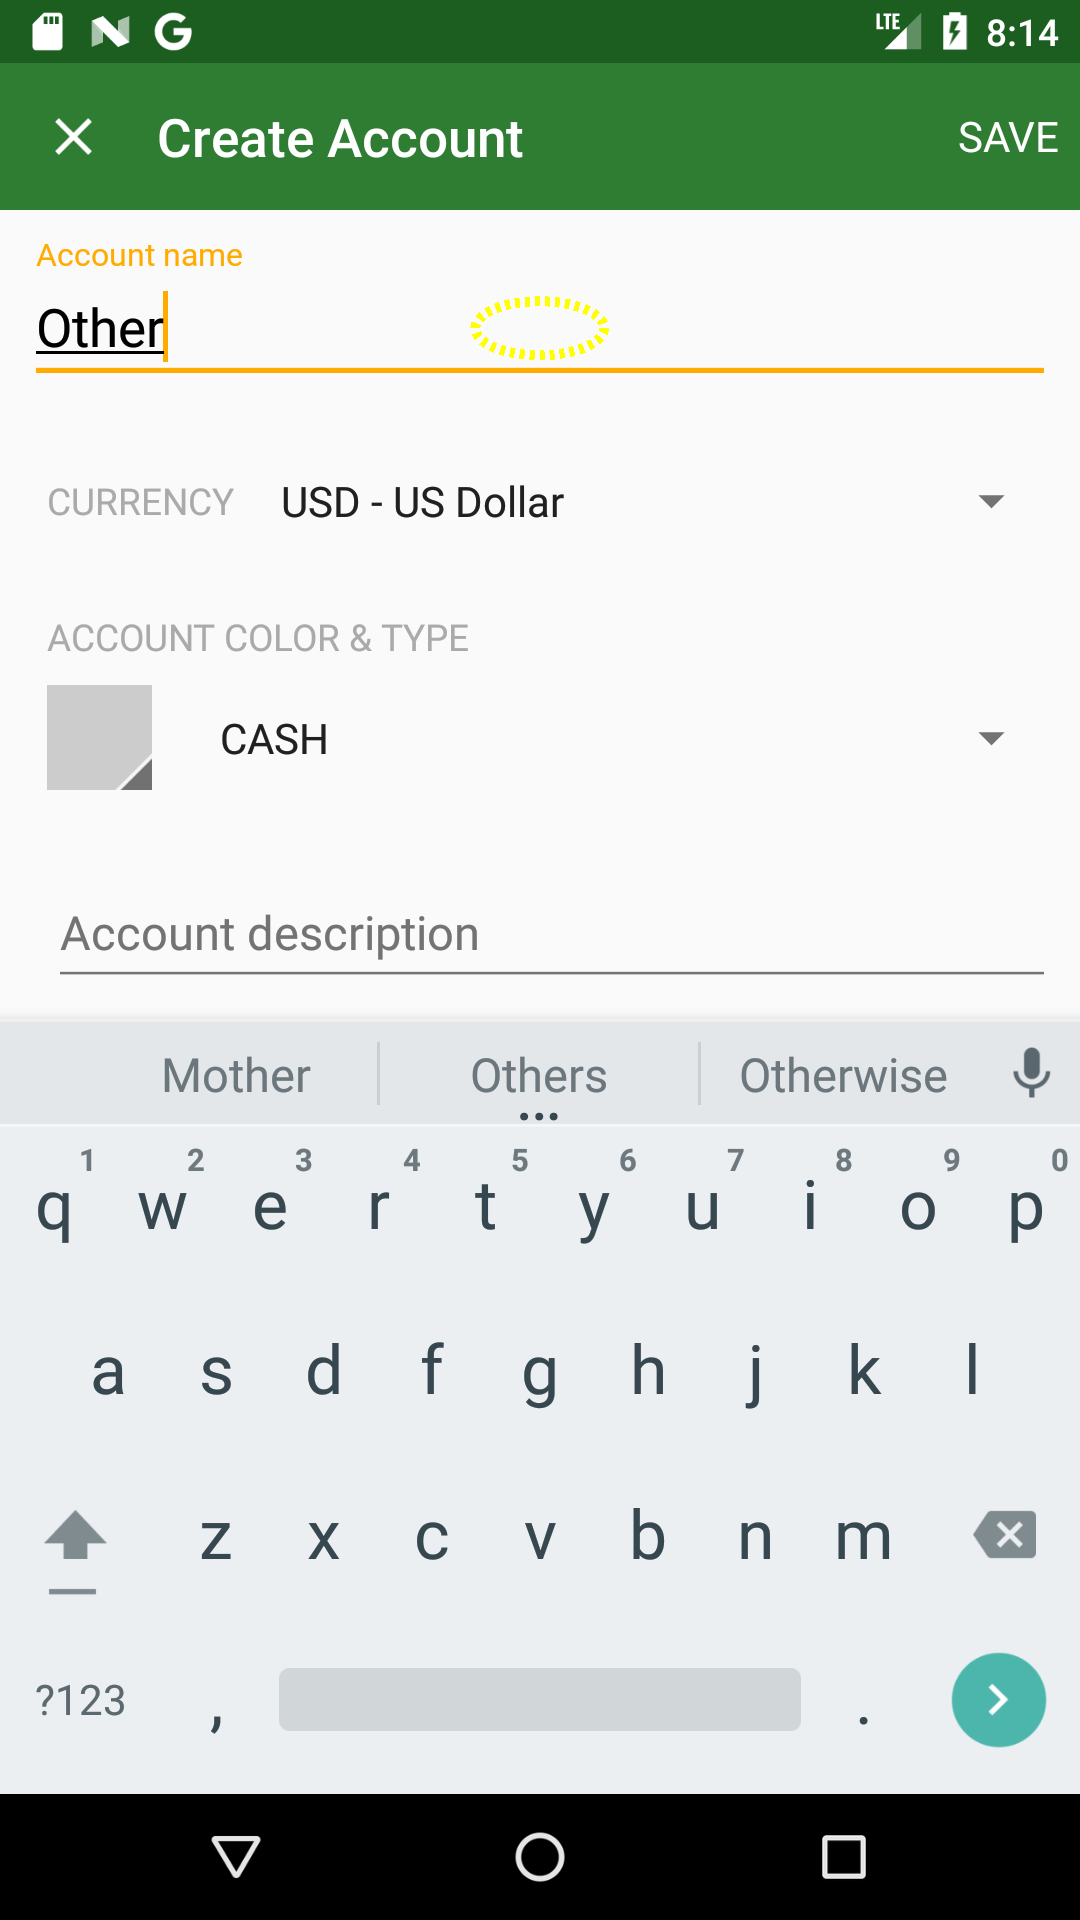 LTE 8:14
Create Account SAVE
Account name
Other
CURRENCY USD - US Dollar
ACCOUNT COLOR & TYPE
CASH
Account description
Mother Others Otherwise
1 2 3 4 5 6 7 8 9 0
q w e r t y u i o p
a s d f g h j k l
z x c v b n m
?123 , .